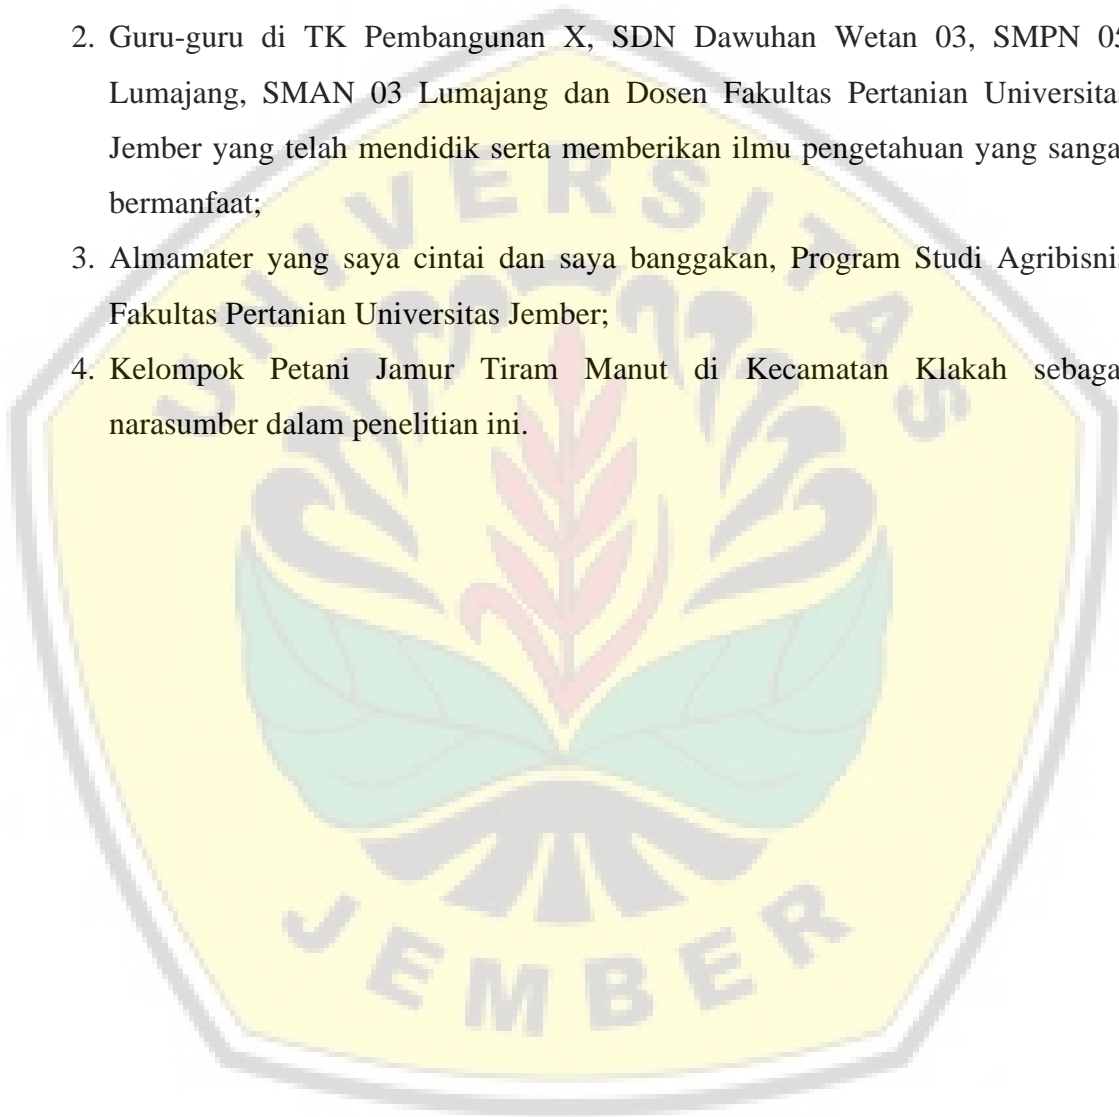 2. Guru-guru di TK Pembangunan X, SDN Dawuhan Wetan 03, SMPN 05
Lumajang, SMAN 03 Lumajang dan Dosen Fakultas Pertanian Universita
Jember yang telah mendidik serta memberikan ilmu pengetahuan yang sanga
bermanfaat;
3. Almamater yang saya cintai dan saya banggakan, Program Studi Agribisni
Fakultas Pertanian Universitas Jember;
4. Kelompok Petani Jamur Tiram Manut di Kecamatan Klakah sebaga
narasumber dalam penelitian ini.
UNIVERSITAS
JEMBER